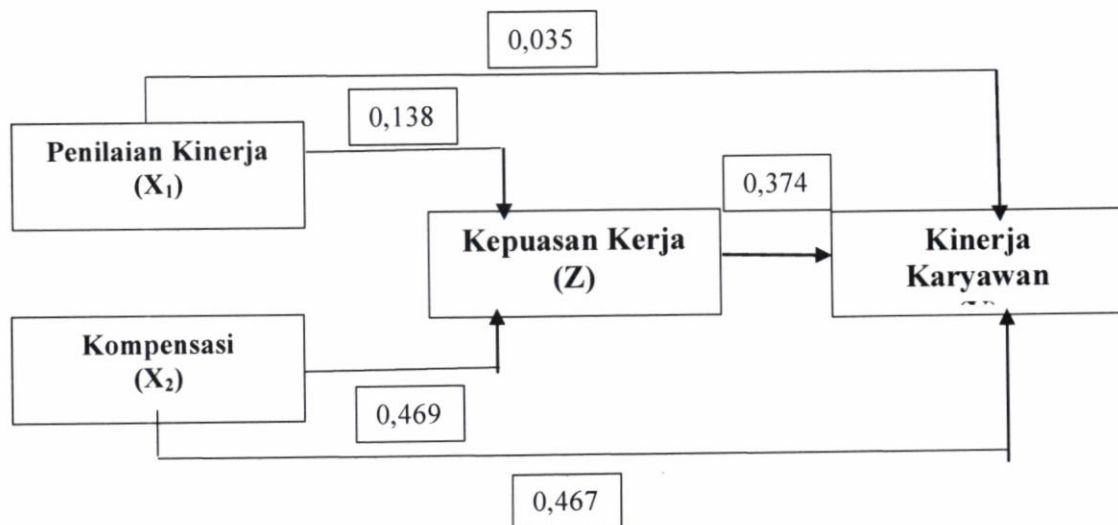 0,035
0,138
Penilaian Kinerja
(X₁)
0,374
Kepuasan Kerja
(Z)
Kinerja
Karyawan
Kompensasi
(X₂)
0,469
0,467